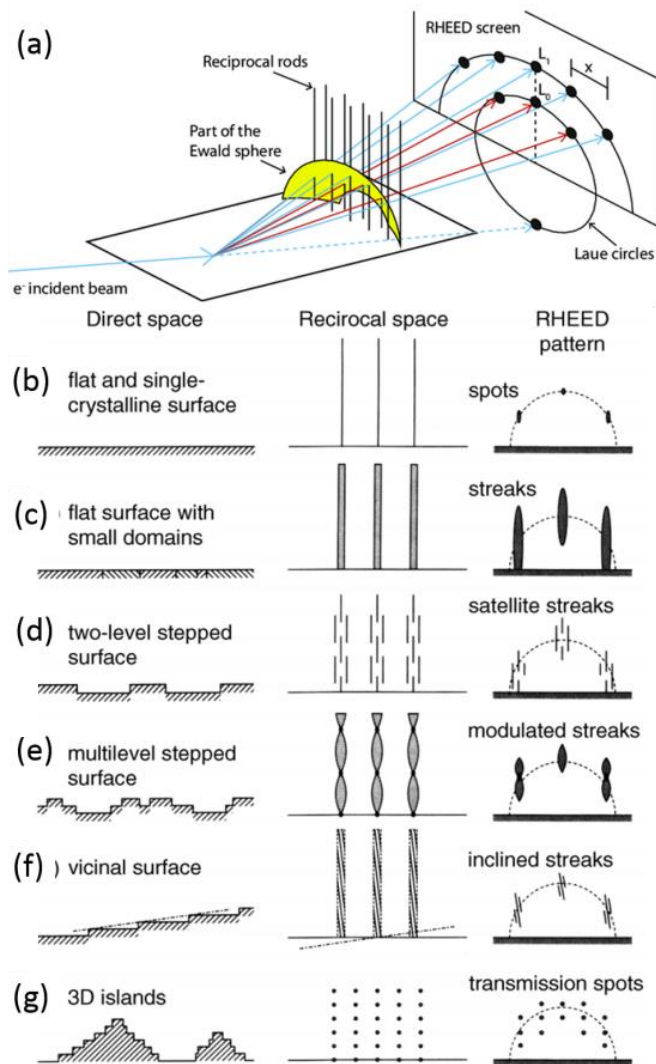 (a)
RHEED screen
Reciprocal rods
L₁
x
L₀
Part of the
Ewald sphere
Laue circles
e⁻ incident beam
Direct space
Recirocal space
RHEED
pattern
(b)
flat and single-
crystalline surface
spots
(c)
) flat surface with
small domains
streaks
(d)
two-level stepped
surface
satellite streaks
(e)
multilevel stepped
surface
modulated streaks
(f)
) vicinal surface
inclined streaks
(g)
3D islands
transmission spots